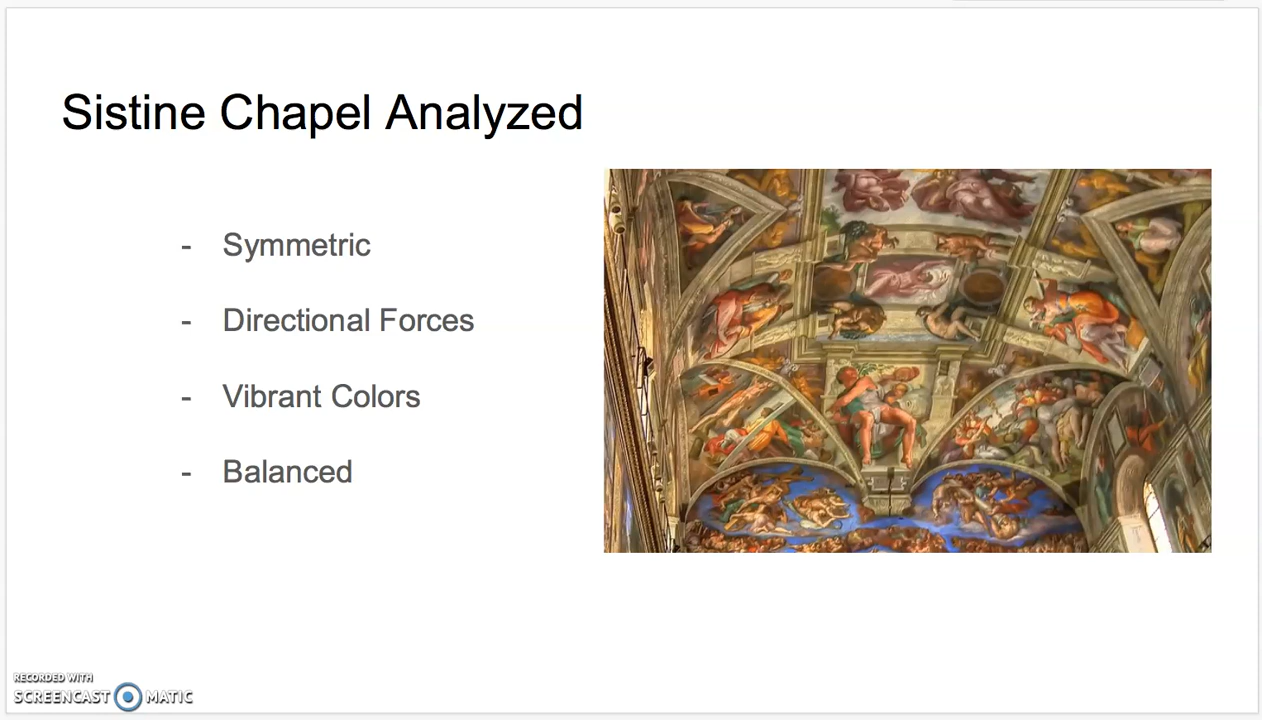 Sistine Chapel Analyzed
- Symmetric
- Directional Forces
- Vibrant Colors
- Balanced
RECORDED WITH
SCREENCAST MATIC